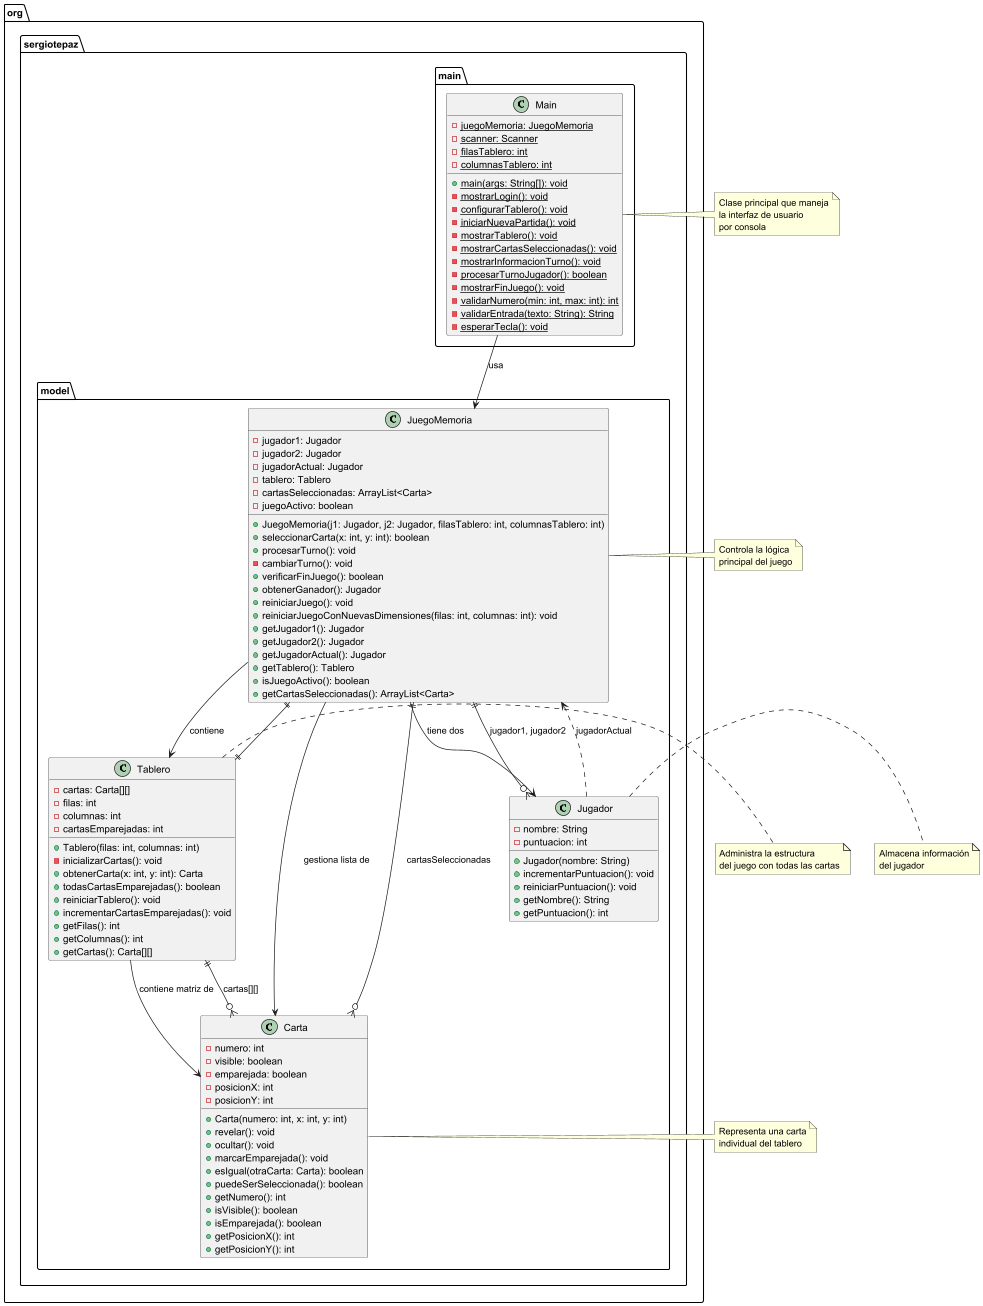 org
sergiotepaz
main
Main
juegoMemoria: JuegoMemoria
scanner: Scanner
filasTablero: int
columnasTablero: int
main(args: String[]): void
mostrarLogin(): void
configurarTablero(): void
iniciarNuevaPartida(): void
mostrarTablero(): void
mostrarCartasSeleccionadas(): void
mostrarInformacionTurno(): void
procesarTurnoJugador(): boolean
mostrarFinJuego(): void
validarNumero(min: int, max: int): int
validarEntrada(texto: String): String
esperarTecla(): void
Clase principal que maneja
la interfaz de usuario
por consola
usa
model
JuegoMemoria
jugador1: Jugador
jugador2: Jugador
jugadorActual: Jugador
tablero: Tablero
cartasSeleccionadas: ArrayList<Carta>
juegoActivo: boolean
JuegoMemoria(j1: Jugador, j2: Jugador, filasTablero: int, columnasTablero: int)
seleccionarCarta(x: int, y: int): boolean
procesarTurno(): void
cambiarTurno(): void
verificarFinJuego(): boolean
obtenerGanador(): Jugador
reiniciarJuego(): void
reiniciarJuegoConNuevasDimensiones(filas: int, columnas: int): void
getJugador1(): Jugador
getJugador2(): Jugador
getJugadorActual(): Jugador
getTablero(): Tablero
isJuegoActivo(): boolean
getCartasSeleccionadas(): ArrayList<Carta>
Controla la lógica
principal del juego
contiene
tiene dos
jugador1, jugador2
jugadorActual
Tablero
cartas: Carta[][]
filas: int
columnas: int
cartasEmparejadas: int
Tablero(filas: int, columnas: int)
inicializarCartas(): void
obtenerCarta(x: int, y: int): Carta
todasCartasEmparejadas(): boolean
reiniciarTablero(): void
incrementarCartasEmparejadas(): void
getFilas(): int
getColumnas(): int
getCartas(): Carta[][]
gestiona lista de
cartasSeleccionadas
Jugador
nombre: String
puntuacion: int
Jugador(nombre: String)
incrementarPuntuacion(): void
reiniciarPuntuacion(): void
getNombre(): String
getPuntuacion(): int
Administra la estructura
del juego con todas las cartas
Almacena información
del jugador
contiene matriz de
cartas[][]
Carta
numero: int
visible: boolean
emparejada: boolean
posicionX: int
posicionY: int
Carta(numero: int, x: int, y: int)
revelar(): void
ocultar(): void
marcarEmparejada(): void
esIgual(otraCarta: Carta): boolean
puedeSerSeleccionada(): boolean
getNumero(): int
isVisible(): boolean
isEmparejada(): boolean
getPosicionX(): int
getPosicionY(): int
Representa una carta
individual del tablero